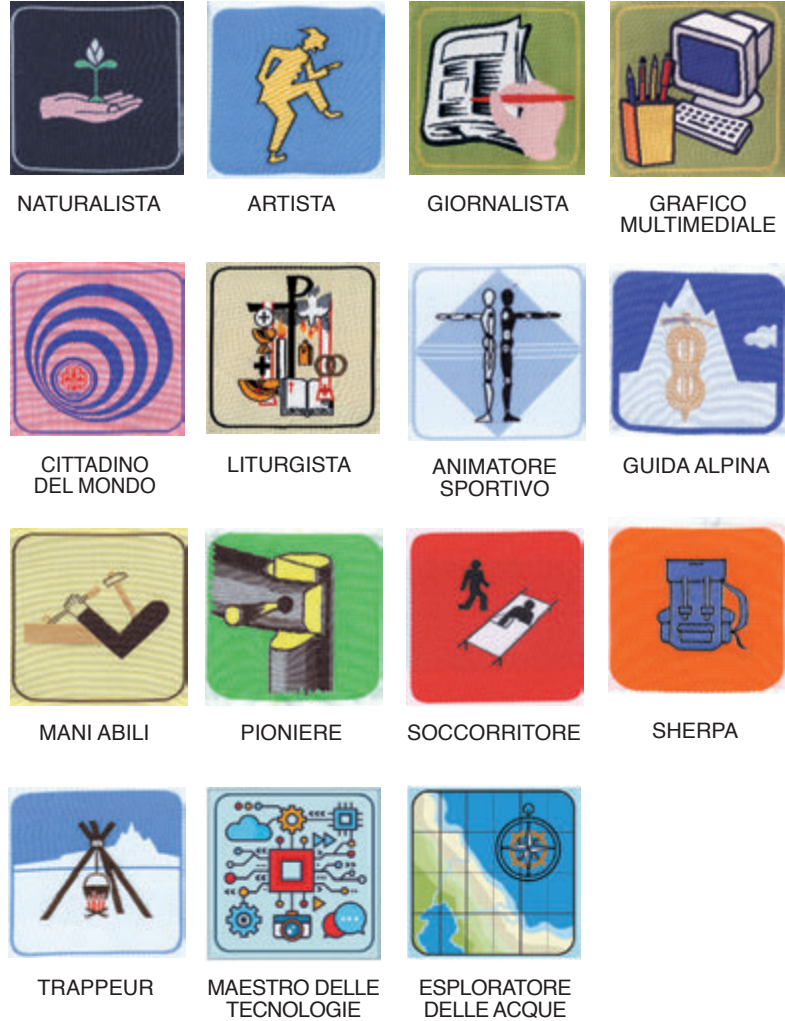 NATURALISTA
ARTISTA
GIORNALISTA
GRAFICO
MULTIMEDIALE
CITTADINO
DEL MONDO
LITURGISTA
ANIMATORE
SPORTIVO
GUIDA ALPINA
MANI ABILI
PIONIERE
SOCCORRITORE
SHERPA
TRAPPEUR
MAESTRO DELLE
TECNOLOGIE
ESPLORATORE
DELLE ACQUE